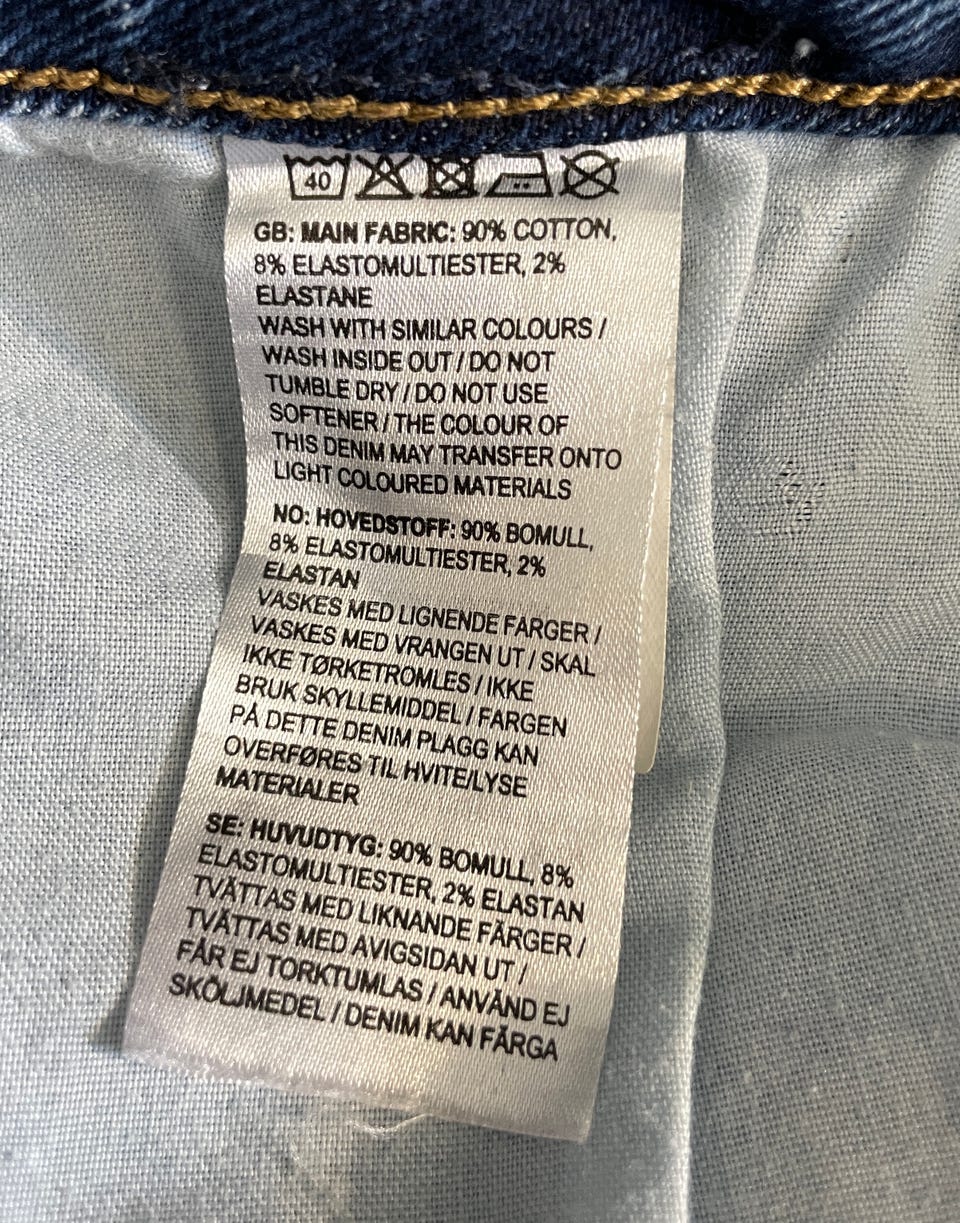 40
GB: MAIN FABRIC: 90% COTTON,
8% ELASTOMULTIESTER, 2%
ELASTANE
WASH WITH SIMILAR COLOURS /
WASH INSIDE OUT / DO NOT
TUMBLE DRY / DO NOT USE
SOFTENER / THE COLOUR OF
THIS DENIM MAY TRANSFER ONTO
LIGHT COLOURED MATERIALS
NO: HOVEDSTOFF: 90% BOMULL,
8% ELASTOMULTIESTER, 2%
ELASTAN
VASKES MED LIGNENDE FARGER /
VASKES MED VRANGEN UT / SKAL
IKKE TØRKETROMLES / IKKE
BRUK SKYLLEMIDDEL / FARGEN
PÅ DETTE DENIM PLAGG KAN
OVERFØRES TIL HVITE/LYSE
MATERIALER
SE: HUVUDTYG: 90% BOMULL, 8%
ELASTOMULTIESTER, 2% ELASTAN
TVÄTTAS MED LIKNANDE FÄRGER /
TVÄTTAS MED AVIGSIDAN UT /
FÅR EJ TORKTUMLAS / ANVÄND EJ
SKÖLJMEDEL / DENIM KAN FÄRGA